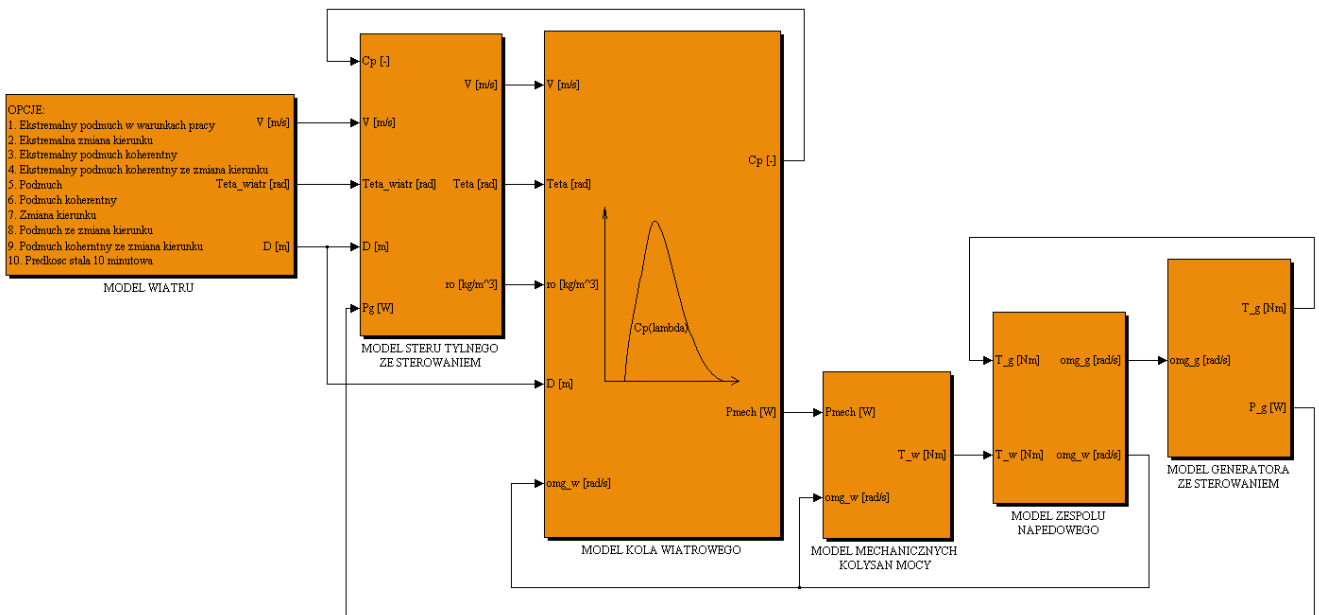 OPCJE:
1. Ekstremalny podmuch w warunkach pracy
2. Ekstremalna zmiana kierunku
3. Ekstremalny podmuch koherentny
4. Ekstremalny podmuch koherentny ze zmiana kierunku
5. Podmuch
6. Podmuch koherentny
7. Zmiana kierunku
8. Podmuch ze zmiana kierunku
9. Podmuch koherntny ze zmiana kierunku
10. Predkosc stala 10 minutowa
V [m/s]
Teta_wiatr [rad]
D [m]
MODEL WIATRU
Cp [-]
V [m/s]
Teta_wiatr [rad]
D [m]
Pg [W]
V [m/s]
Teta [rad]
ro [kg/m^3]
MODEL STERU TYLNEGO
ZE STEROWANIEM
V [m/s]
Teta [rad]
ro [kg/m^3]
D [m]
omg_w [rad/s]
Cp(lambda)
Cp [-]
Pmech [W]
MODEL KOLA WIATROWEGO
Pmech [W]
omg_w [rad/s]
T_w [Nm]
MODEL MECHANICZNYCH
KOLYSAN MOCY
T_g [Nm]
T_w [Nm]
omg_g [rad/s]
omg_w [rad/s]
MODEL ZESPOLU
NAPEDOWEGO
omg_g [rad/s]
T_g [Nm]
P_g [W]
MODEL GENERATORA
ZE STEROWANIEM